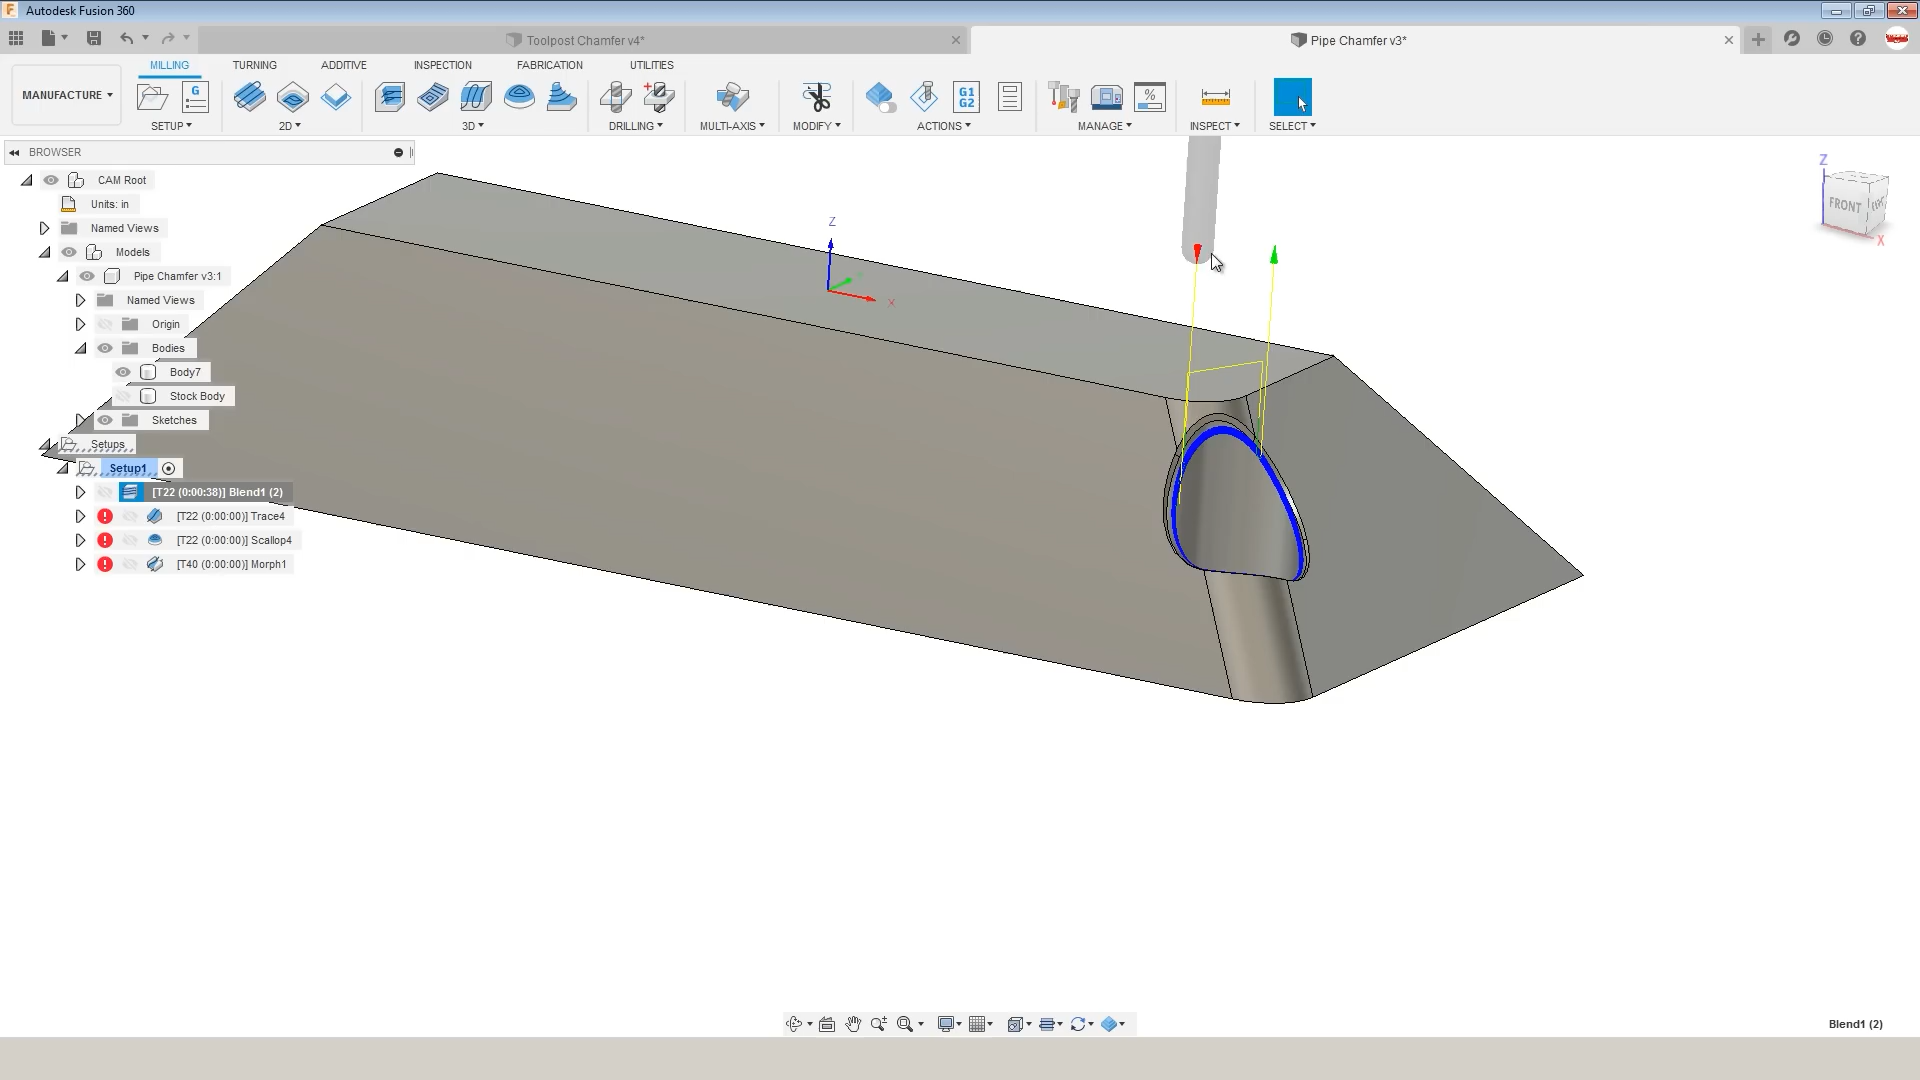 Autodesk Fusion 360
Toolpost Chamfer v4*
Pipe Chamfer v3*
MILLING TURNING ADDITIVE INSPECTION FABRICATION UTILITIES
MANUFACTURE
G
G1
G2
%
SETUP 2D 3D DRILLING MULTI-AXIS MODIFY ACTIONS MANAGE INSPECT SELECT
BROWSER
CAM Root
Units: in
Named Views
Models
Pipe Chamfer v3:1
Named Views
Origin
Bodies
Body7
Stock Body
Sketches
Setups
Setup1
[T22 (0:00:38)] Blend1 (2)
[T22 (0:00:00)] Trace4
[T22 (0:00:00)] Scallop4
[T40 (0:00:00)] Morph1
Z
X
Z
FRONT
X
Blend1 (2)